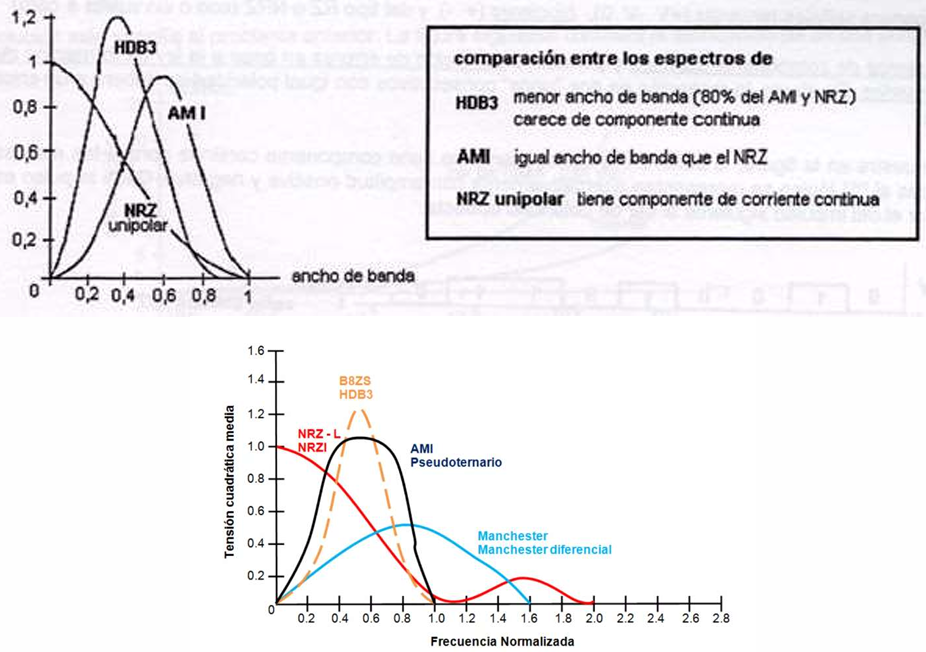 1,2
HDB3
1,0
0,8
AMI
0,6
0,4
NRZ
unipolar
0,2
0
0,2 0,4 0,6 0,8 1
ancho de banda
comparación entre los espectros de
HDB3 menor ancho de banda (80% del AMI y NRZ)
carece de componente continua
AMI igual ancho de banda que el NRZ
NRZ unipolar tiene componente de corriente continua
Tensión cuadrática media
1.6
1.4
1.2
1.0
0.8
0.6
0.4
0.2
0
B8ZS
HDB3
NRZ - L
NRZI
AMI
Pseudoternario
Manchester
Manchester diferencial
0.2 0.4 0.6 0.8 1.0 1.2 1.4 1.6 1.8 2.0 2.2 2.4 2.6 2.8
Frecuencia Normalizada